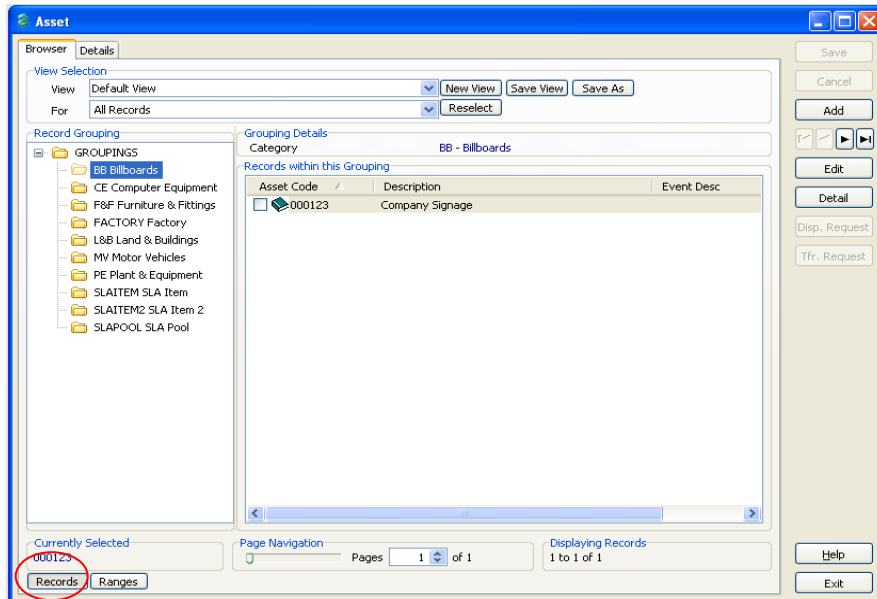 Asset
Browser Details
View Selection
View Default View New View Save View Save As
For All Records Reselect
Record Grouping
GROUPINGS
BB Billboards
CE Computer Equipment
F&F Furniture & Fittings
FACTORY Factory
L&B Land & Buildings
MV Motor Vehicles
PE Plant & Equipment
SLAITEM SLA Item
SLAITEM2 SLA Item 2
SLAPOOL SLA Pool
Grouping Details
Category BB - Billboards
Records within this Grouping
Asset Code Description Event Desc
000123 Company Signage
Currently Selected
000123
Page Navigation
Pages 1 of 1
Displaying Records
1 to 1 of 1
Records Ranges
Save
Cancel
Add
Edit
Detail
Disp. Request
Tfr. Request
Help
Exit